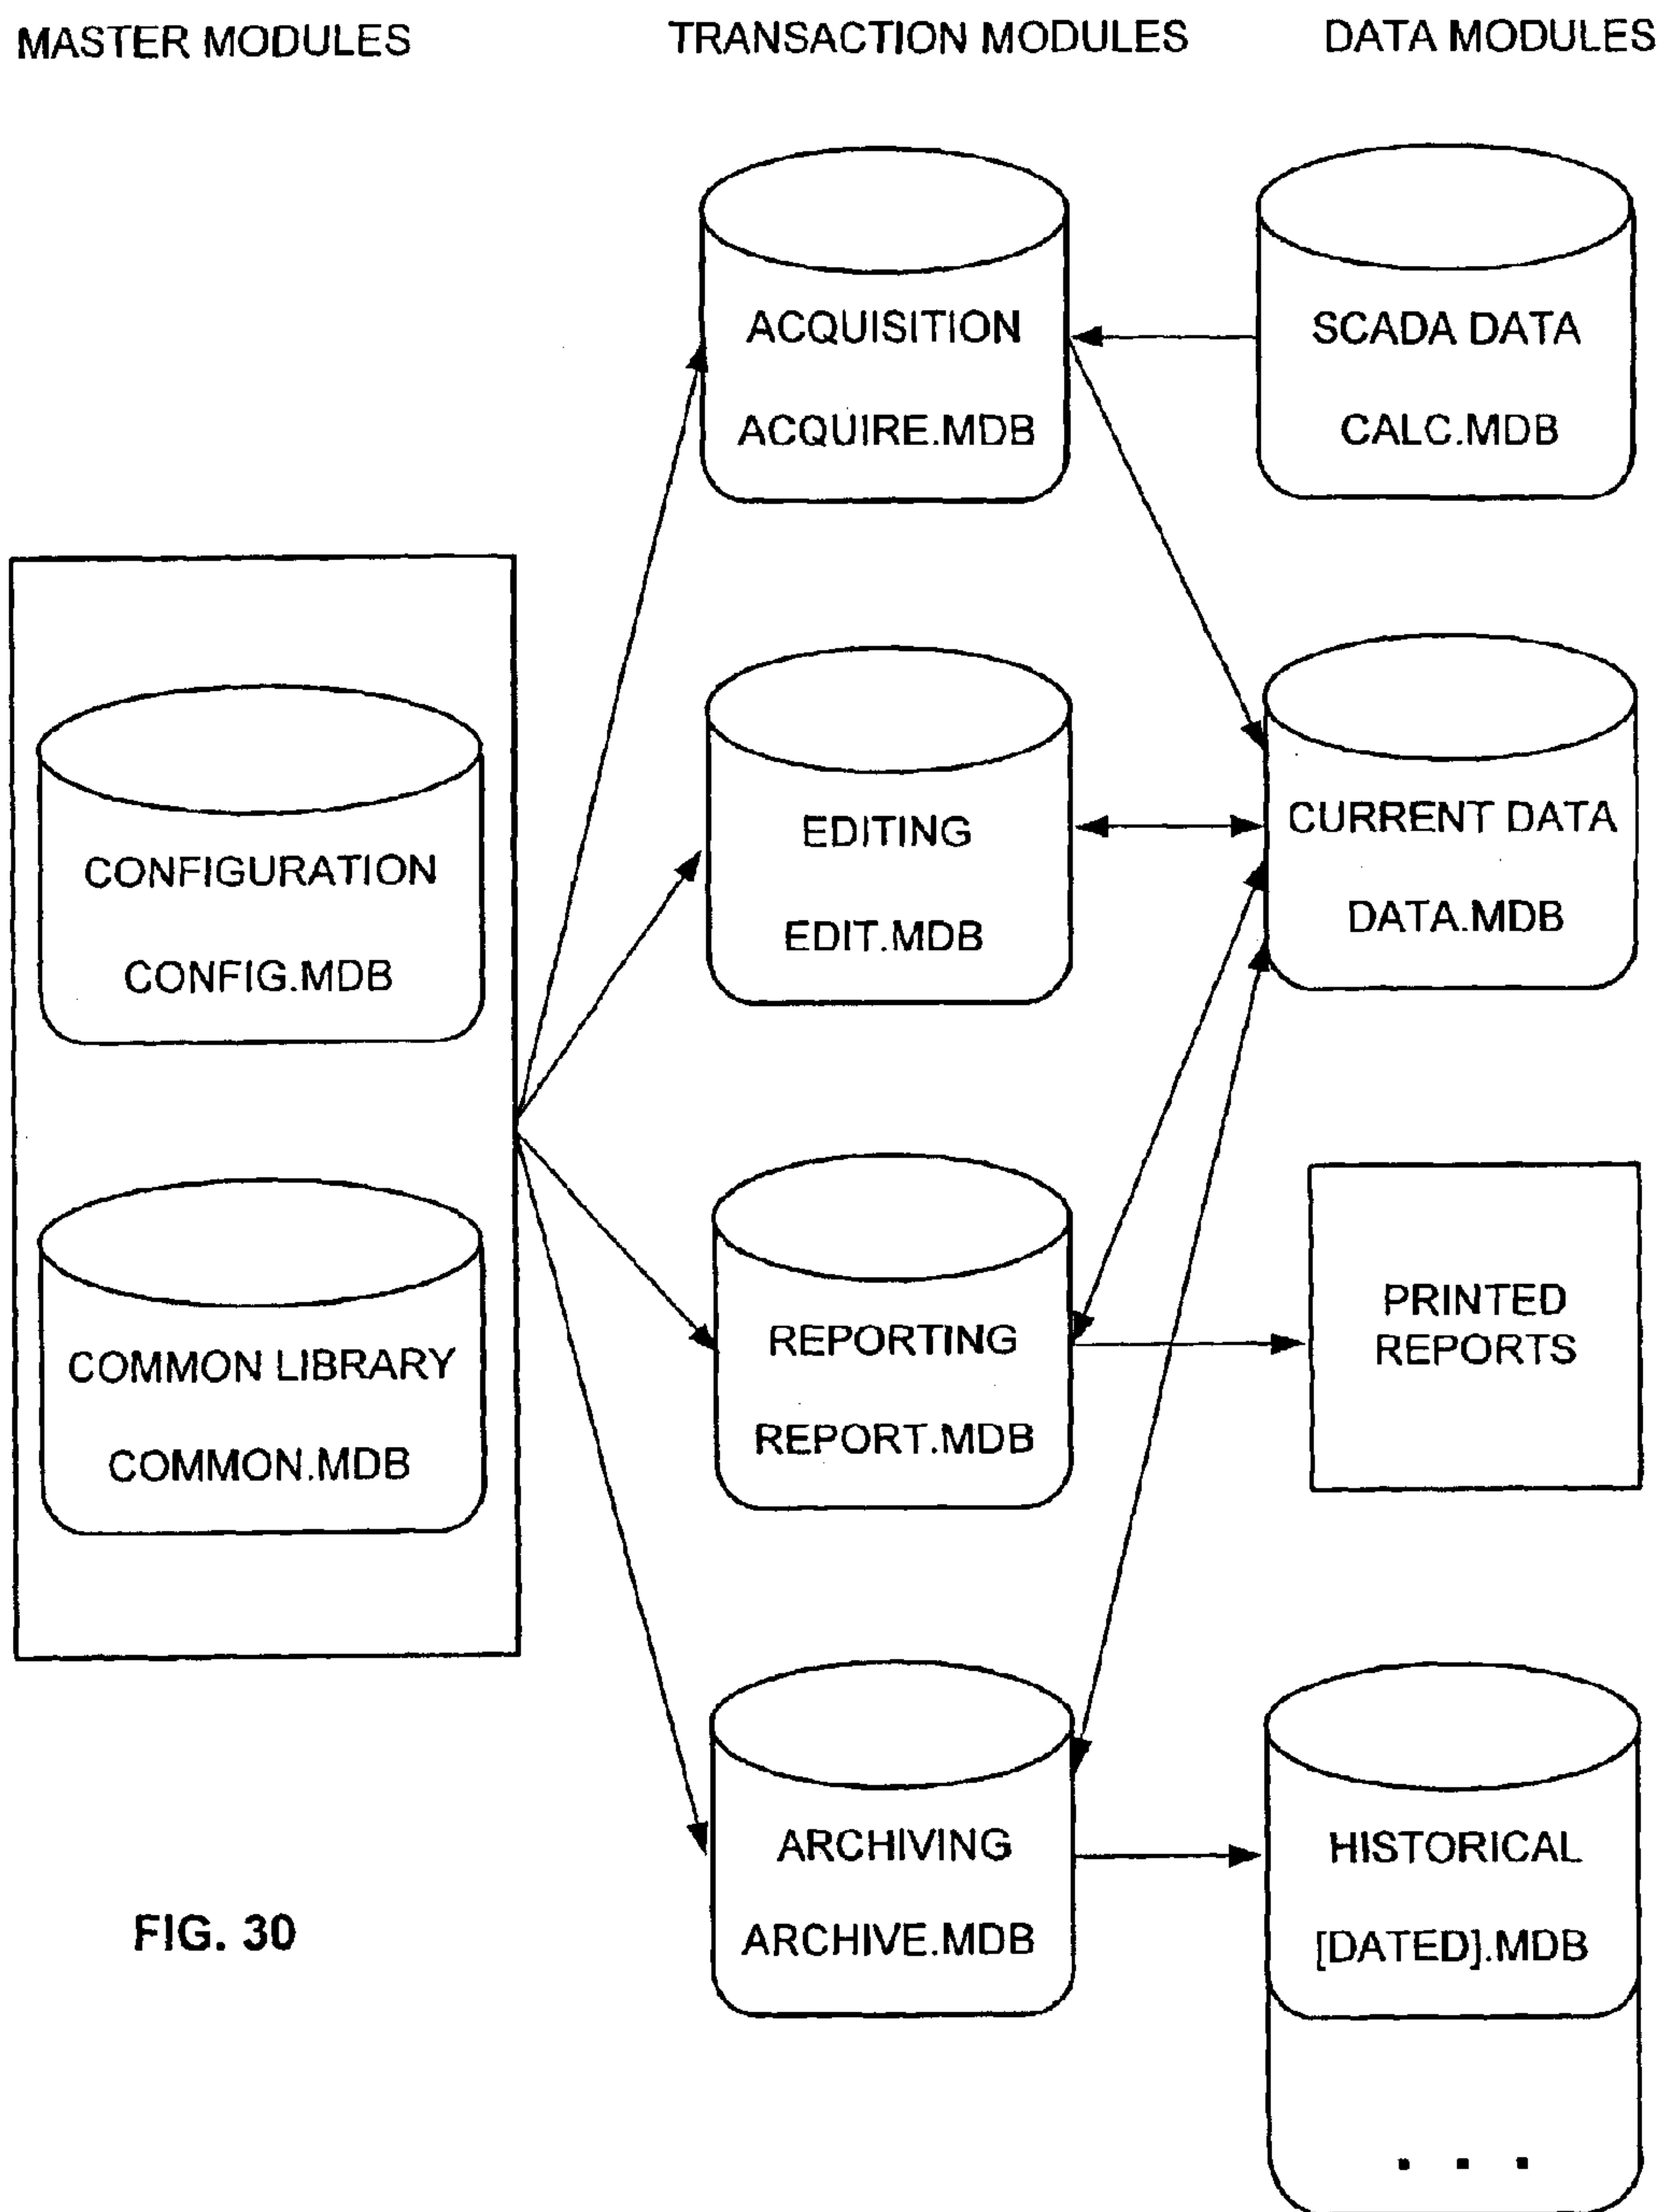 MASTER MODULES
TRANSACTION MODULES
DATA MODULES
ACQUISITION
ACQUIRE.MDB
SCADA DATA
CALC.MDB
CONFIGURATION
CONFIG.MDB
EDITING
EDIT.MDB
CURRENT DATA
DATA.MDB
COMMON LIBRARY
COMMON.MDB
REPORTING
REPORT.MDB
PRINTED
REPORTS
ARCHIVING
ARCHIVE.MDB
HISTORICAL
[DATED].MDB
. . .
FIG. 30